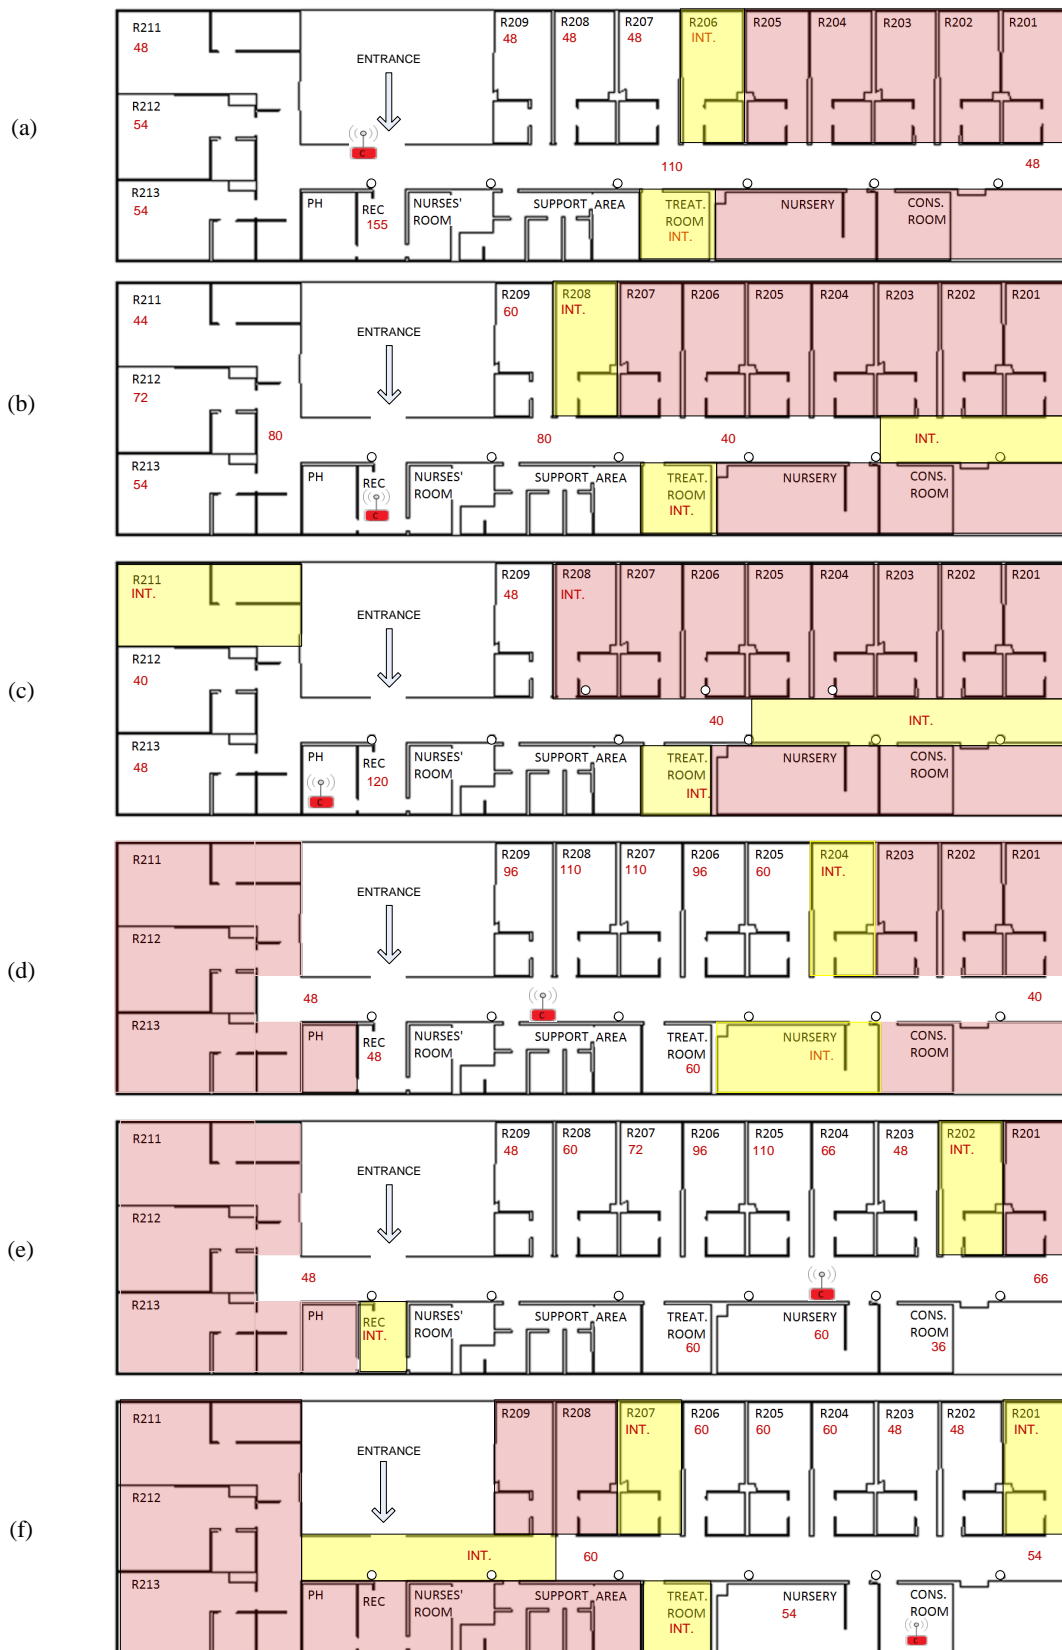 (a)
R211
48
R212
54
R213
54
ENTRANCE
C
R209
48
R208
48
R207
48
R206
INT.
R205
R204
R203
R202
R201
110
48
PH
REC
155
NURSES'
ROOM
SUPPORT AREA
TREAT.
ROOM
INT.
NURSERY
CONS.
ROOM
(b)
R211
44
R212
72
R213
54
ENTRANCE
R209
60
R208
INT.
R207
R206
R205
R204
R203
R202
R201
80
80
40
INT.
PH
REC
C
NURSES'
ROOM
SUPPORT AREA
TREAT.
ROOM
INT.
NURSERY
CONS.
ROOM
(c)
R211
INT.
R212
40
R213
48
ENTRANCE
R209
48
R208
INT.
R207
R206
R205
R204
R203
R202
R201
40
INT.
PH
C
REC
120
NURSES'
ROOM
SUPPORT AREA
TREAT.
ROOM
INT.
NURSERY
CONS.
ROOM
(d)
R211
R212
R213
ENTRANCE
R209
96
R208
110
R207
110
R206
96
R205
60
R204
INT.
R203
R202
R201
48
C
40
PH
REC
48
NURSES'
ROOM
SUPPORT AREA
TREAT.
ROOM
60
NURSERY
INT.
CONS.
ROOM
(e)
R211
R212
R213
ENTRANCE
R209
48
R208
60
R207
72
R206
96
R205
110
R204
66
R203
48
R202
INT.
R201
48
C
66
PH
REC
INT.
NURSES'
ROOM
SUPPORT AREA
TREAT.
ROOM
60
NURSERY
60
CONS.
ROOM
36
(f)
R211
R212
R213
ENTRANCE
R209
R208
R207
INT.
R206
60
R205
60
R204
60
R203
48
R202
48
R201
INT.
INT.
60
54
PH
REC
NURSES'
ROOM
SUPPORT AREA
TREAT.
ROOM
INT.
NURSERY
54
CONS.
ROOM
C